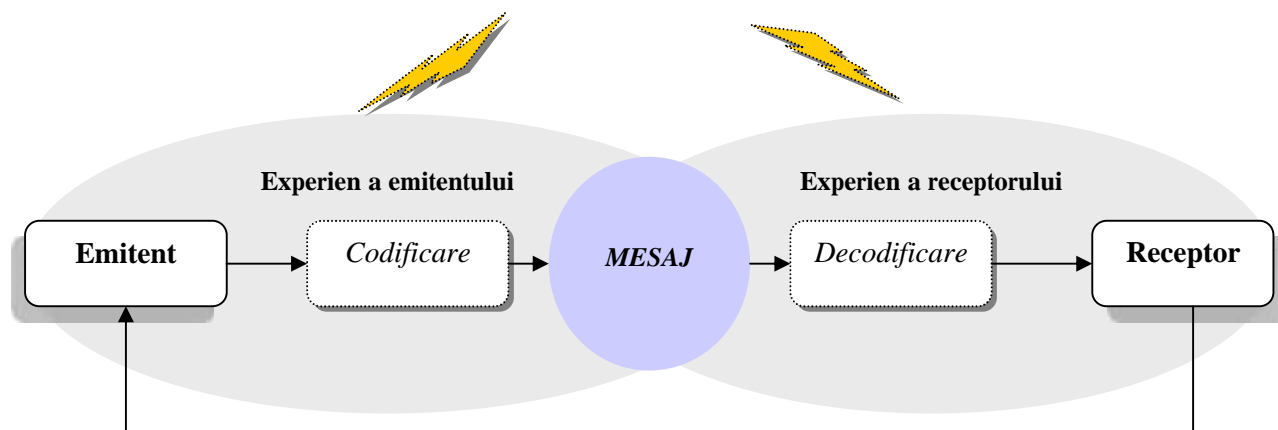 Experien a emitentului
Experien a receptorului
Emitent
Codificare
MESAJ
Decodificare
Receptor